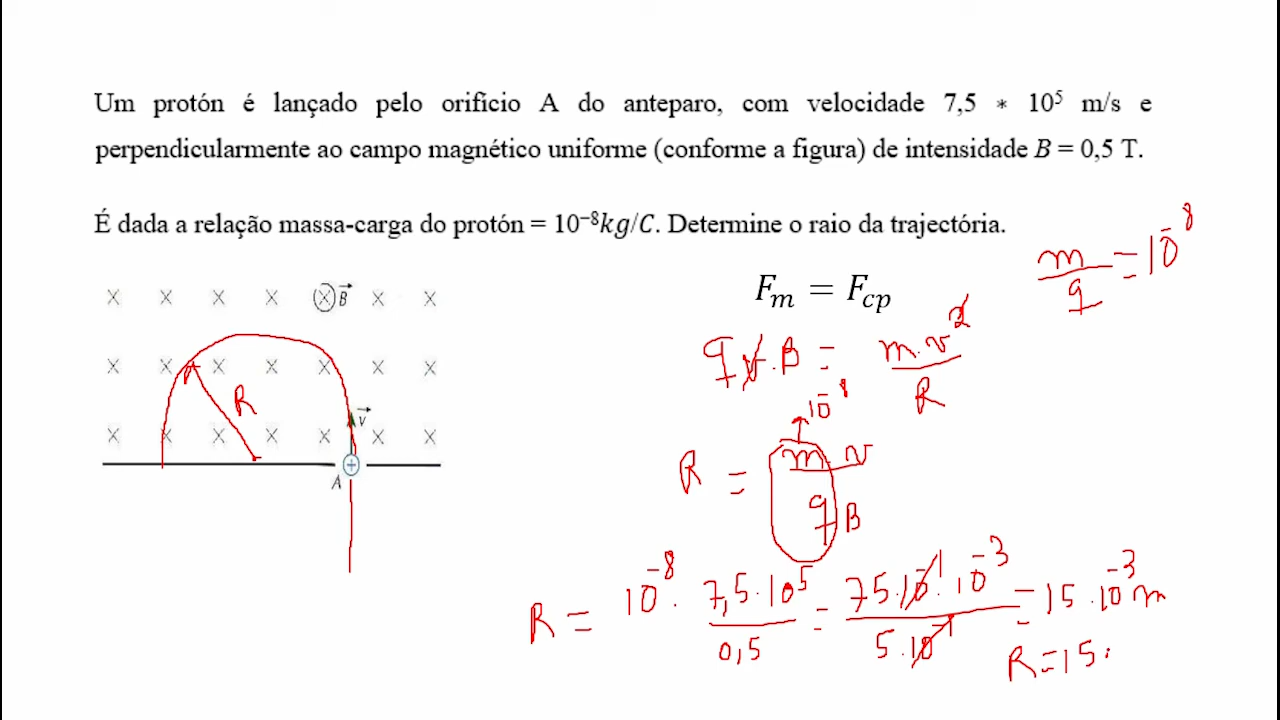 Um protón é lançado pelo orifício A do anteparo, com velocidade 7,5 * 10⁵ m/s e
perpendicularmente ao campo magnético uniforme (conforme a figura) de intensidade B = 0,5 T.
É dada a relação massa-carga do protón = 10⁻⁸kg/C. Determine o raio da trajectória.
m/q = 10⁻⁸
X X X X ⓧ B⃗ X X
Fₘ = F_cp
q v.B = m.v²/R
X X X X X X X
R
10⁻⁸
v⃗
X X X X X X X
R = m v/q B
+
A
R = 10⁻⁸ . 7,5.10⁵/0,5 = 75.10⁻¹.10⁻³/5.10⁻¹ = 15.10⁻³ m
R = 15.